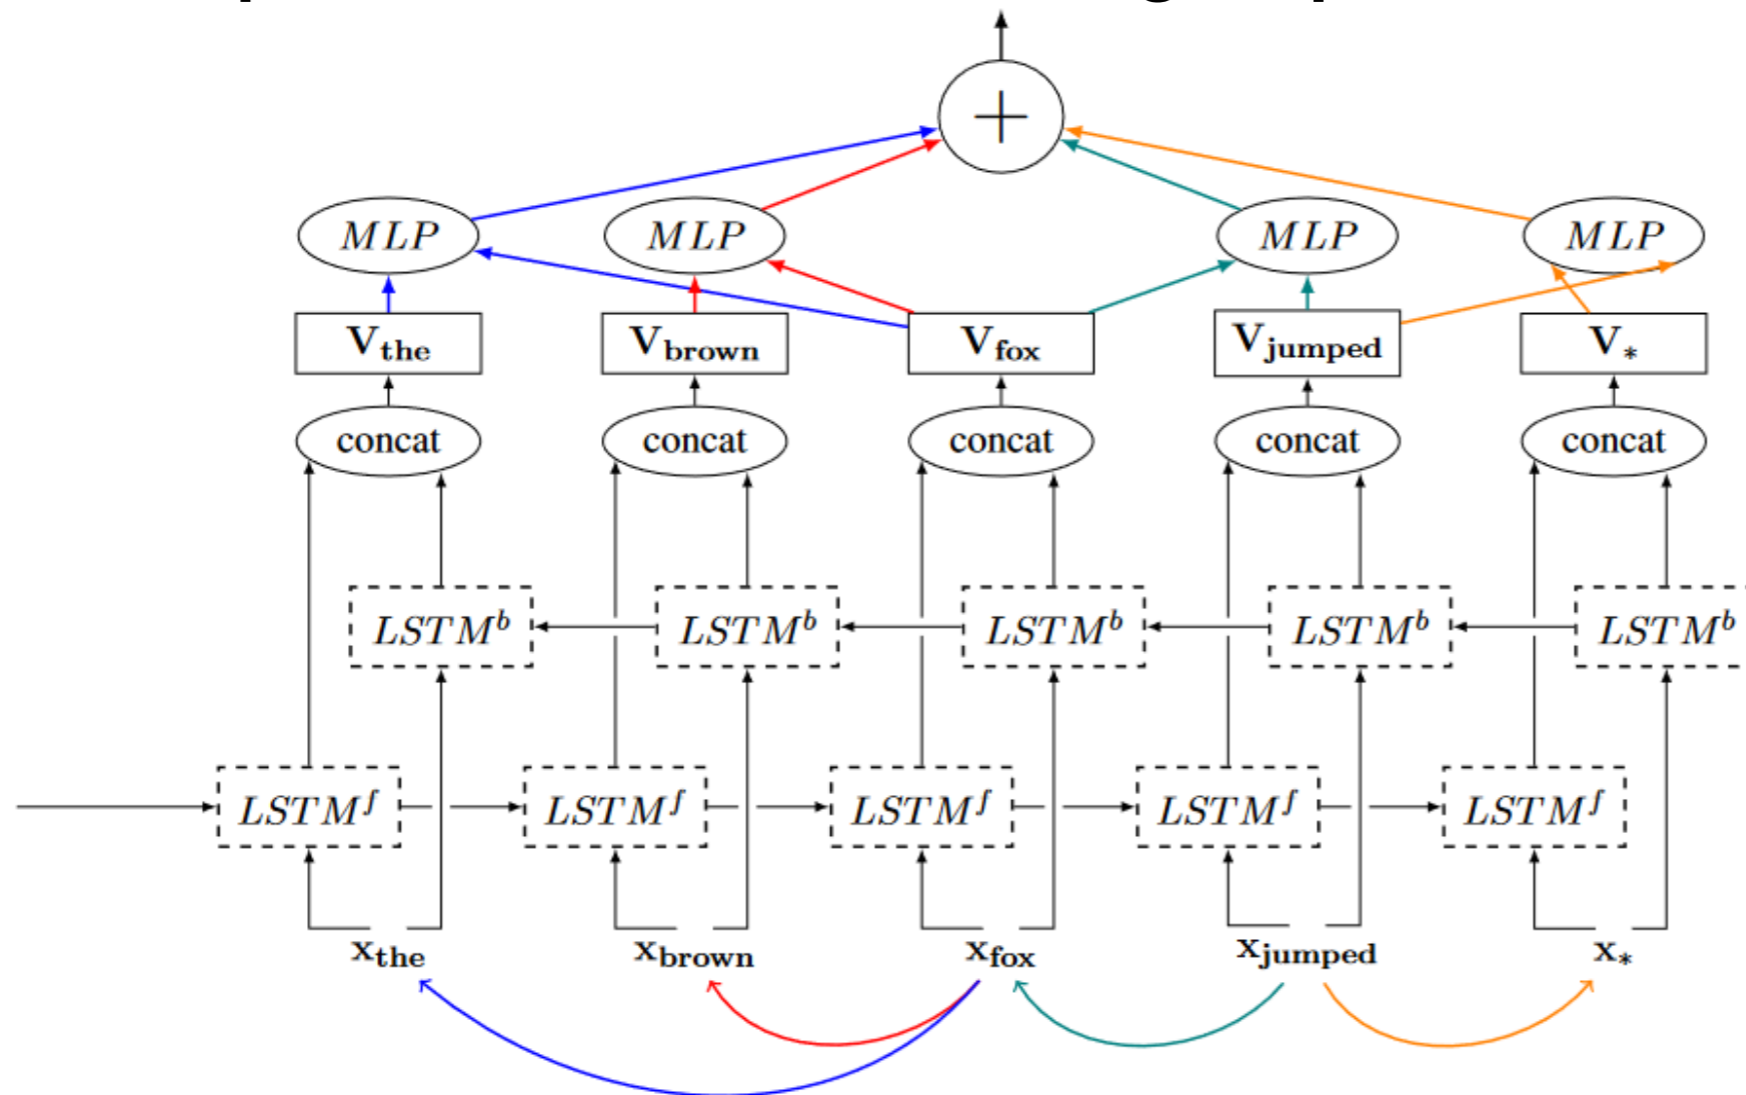 +
MLP MLP MLP MLP
V_the V_brown V_fox V_jumped V_*
concat concat concat concat concat
LSTM^b LSTM^b LSTM^b LSTM^b LSTM^b
LSTM^f LSTM^f LSTM^f LSTM^f LSTM^f
x_the x_brown x_fox x_jumped x_*